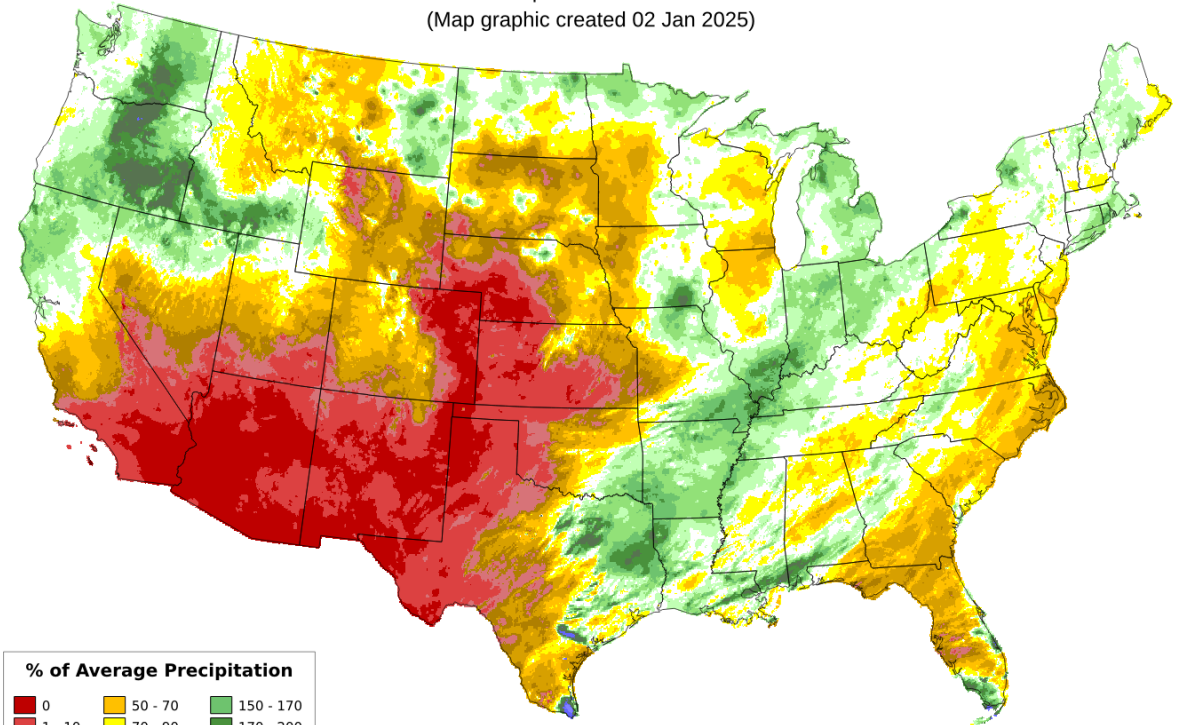 (Map graphic created 02 Jan 2025)
% of Average Precipitation
0 50 - 70 150 - 170